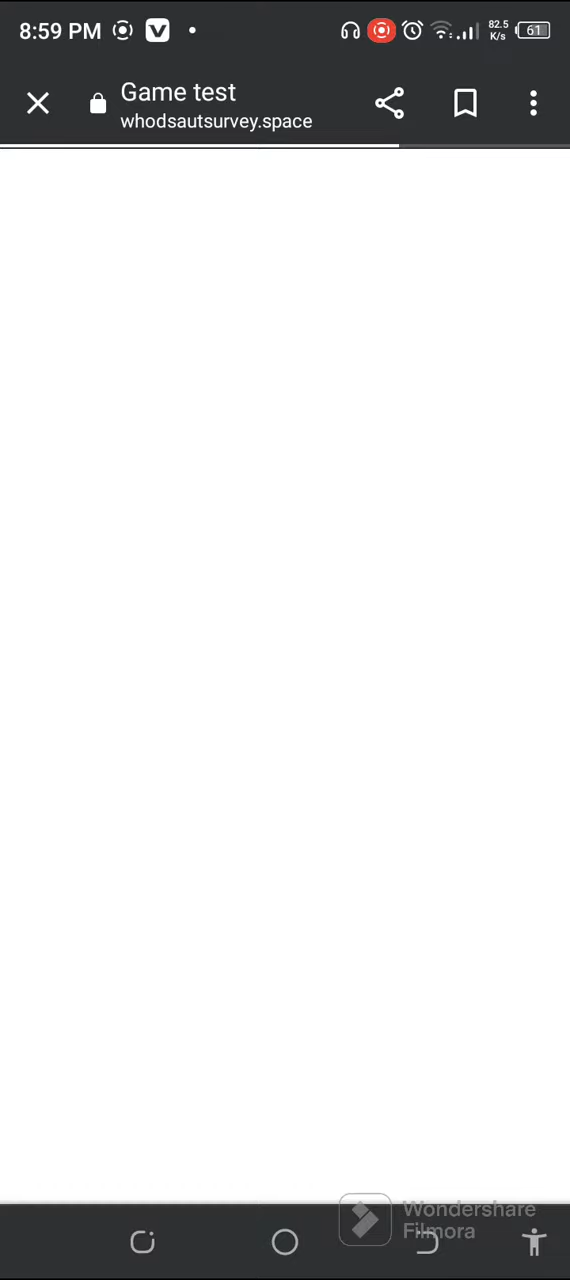 8:59 PM
82.5
K/s
61
Game test
whodsautsurvey.space
Wondershare
Filmora